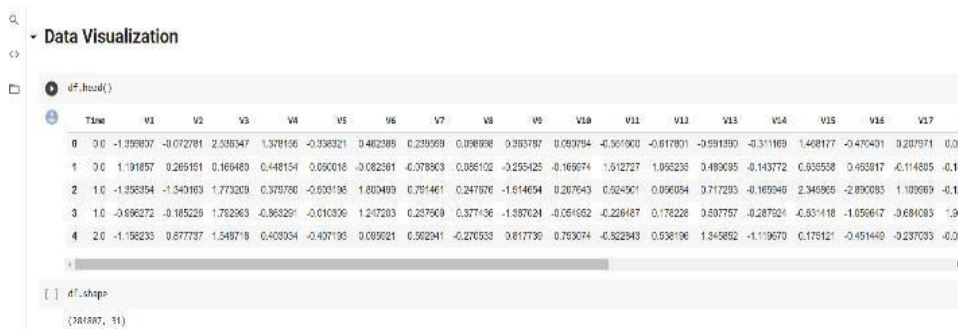 Data Visualization
df.head()
Time V1 V2 V3 V4 V5 V6 V7 V8 V9 V10 V11 V12 V13 V14 V15 V16 V17
0 0.0 -1.359807 -0.072781 2.536347 1.378155 -0.338321 0.462388 0.239599 0.098698 0.363787 0.090794 -0.551600 -0.617801 -0.991390 -0.311169 1.468177 -0.470401 0.207971 0.0
1 0.0 1.191857 0.266151 0.166480 0.448154 0.060018 -0.082361 -0.078803 0.085102 -0.255425 -0.166974 1.612727 1.065235 0.489095 -0.143772 0.635558 0.463917 -0.114805 -0.1
2 1.0 -1.358354 -1.340163 1.773209 0.379780 -0.503198 1.800499 0.791461 0.247676 -1.514654 0.207643 0.624501 0.066084 0.717293 -0.165946 2.345865 -2.890083 1.109969 -0.1
3 1.0 -0.966272 -0.185226 1.792993 -0.863291 -0.010309 1.247203 0.237609 0.377436 -1.387024 -0.054952 -0.226487 0.178228 0.507757 -0.287924 -0.631418 -1.059647 -0.684093 1.9
4 2.0 -1.158233 0.877737 1.548718 0.403034 -0.407193 0.095921 0.592941 -0.270533 0.817739 0.753074 -0.822843 0.538196 1.345852 -1.119670 0.175121 -0.451449 -0.237033 -0.0
[ ] df.shape
(284807, 31)